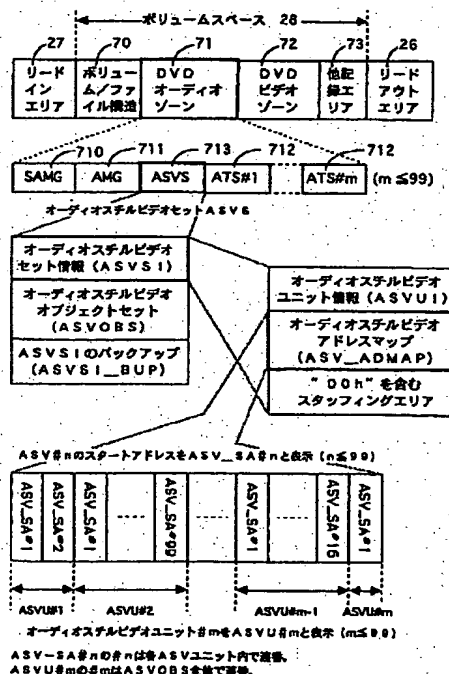 ボリュームスペース 28
27 70 71 72 73 26
リード
イン
エリア
ボリュー
ム/ファ
イル構造
DVD
オーディオ
ゾーン
DVD
ビデオ
ゾーン
他記
録エ
リア
リード
アウト
エリア
710 711 713 712 712
SAMG AMG ASVS ATS#1 ATS#m (m≦99)
オーディオスチルビデオセットASVS
オーディオスチルビデオ
セット情報(ASVSI)
オーディオスチルビデオ
オブジェクトセット
(ASVOBS)
ASVSIのバックアップ
(ASVSI__BUP)
オーディオスチルビデオ
ユニット情報(ASVUI)
オーディオスチルビデオ
アドレスマップ
(ASV__ADMAP)
"D0h"を含む
スタッフィングエリア
ASV#nのスタートアドレスをASV__SA#nと表示(n≦99)
ASV_SA#1
ASV_SA#2
ASV_SA#1
ASV_SA#99
ASV_SA#1
ASV_SA#16
ASV_SA#1
ASVU#1 ASVU#2 ASVU#m-1 ASVU#m
オーディオスチルビデオユニット#mをASVU#mと表示(m≦99)
ASV-SA#nの#nは各ASVユニット内で連番、
ASVU#mの#mはASVOBS全体で連番。